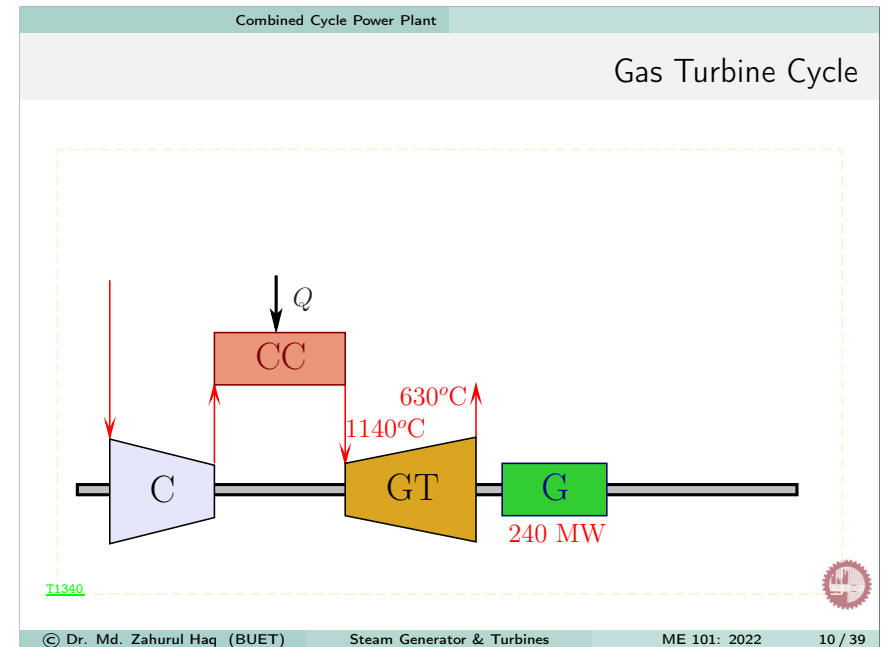 Combined Cycle Power Plant
Gas Turbine Cycle
Q
CC
630°C
1140°C
C
GT
G
240 MW
T1340
© Dr. Md. Zahurul Haq (BUET) Steam Generator & Turbines ME 101: 2022 10 / 39